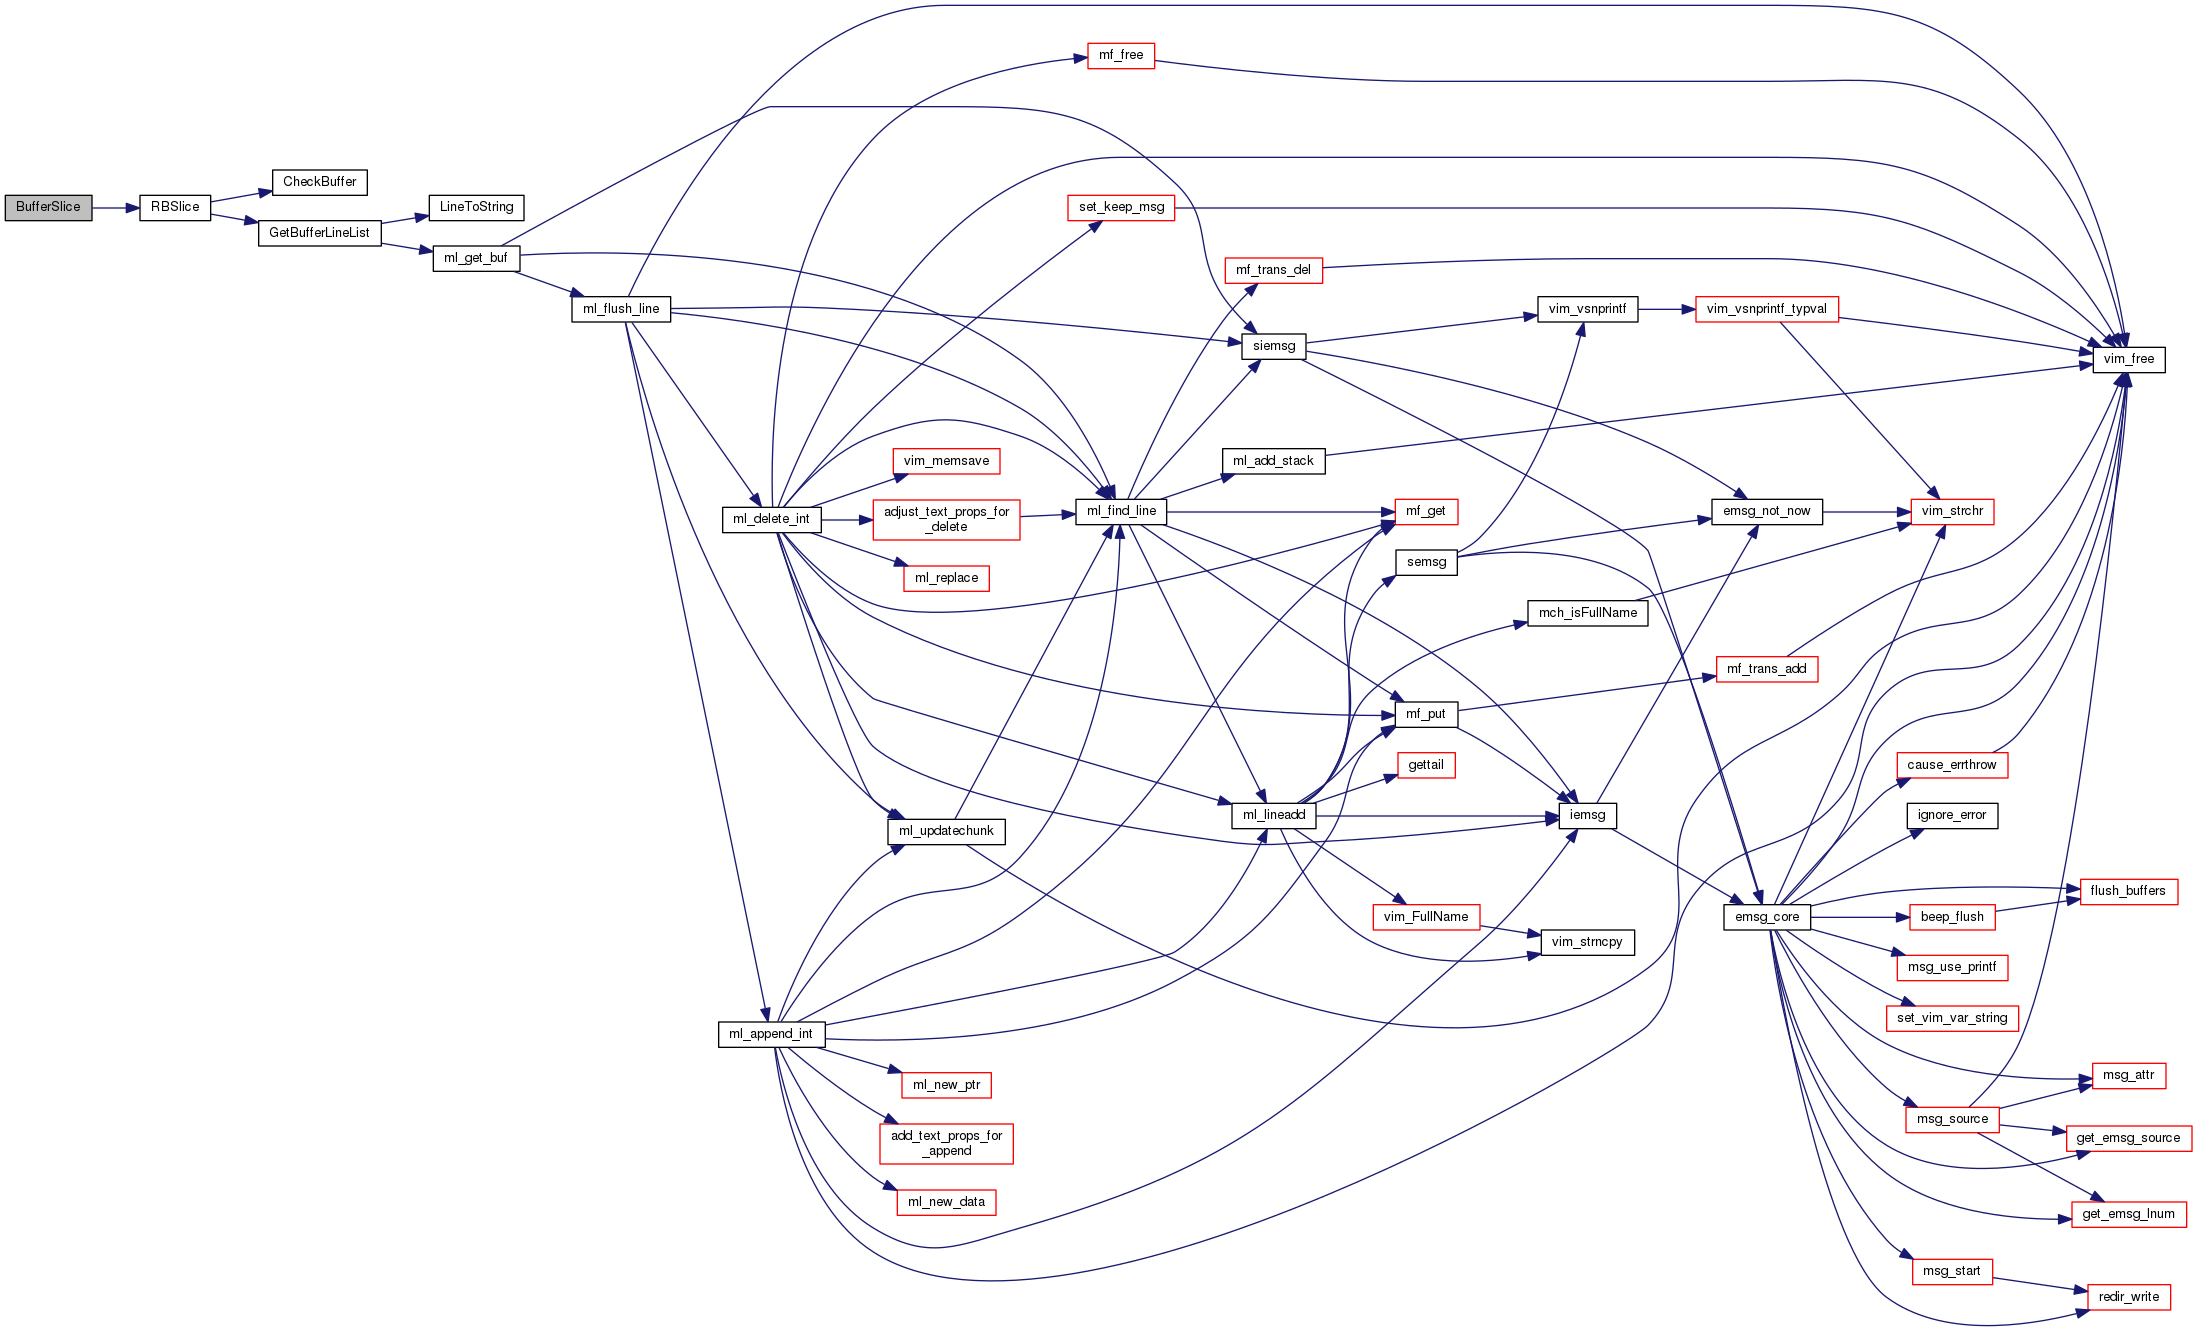 BufferSlice
RBSlice
CheckBuffer
GetBufferLineList
LineToString
ml_get_buf
ml_flush_line
ml_delete_int
ml_append_int
mf_free
set_keep_msg
vim_memsave
adjust_text_props_for
_delete
ml_replace
ml_updatechunk
ml_new_ptr
add_text_props_for
_append
ml_new_data
ml_find_line
mf_trans_del
siemsg
ml_add_stack
ml_lineadd
mf_get
semsg
mf_put
gettail
vim_FullName
vim_vsnprintf
mch_isFullName
iemsg
vim_strncpy
vim_vsnprintf_typval
emsg_not_now
mf_trans_add
emsg_core
vim_strchr
cause_errthrow
ignore_error
beep_flush
msg_use_printf
set_vim_var_string
msg_source
msg_start
vim_free
flush_buffers
msg_attr
get_emsg_source
get_emsg_lnum
redir_write